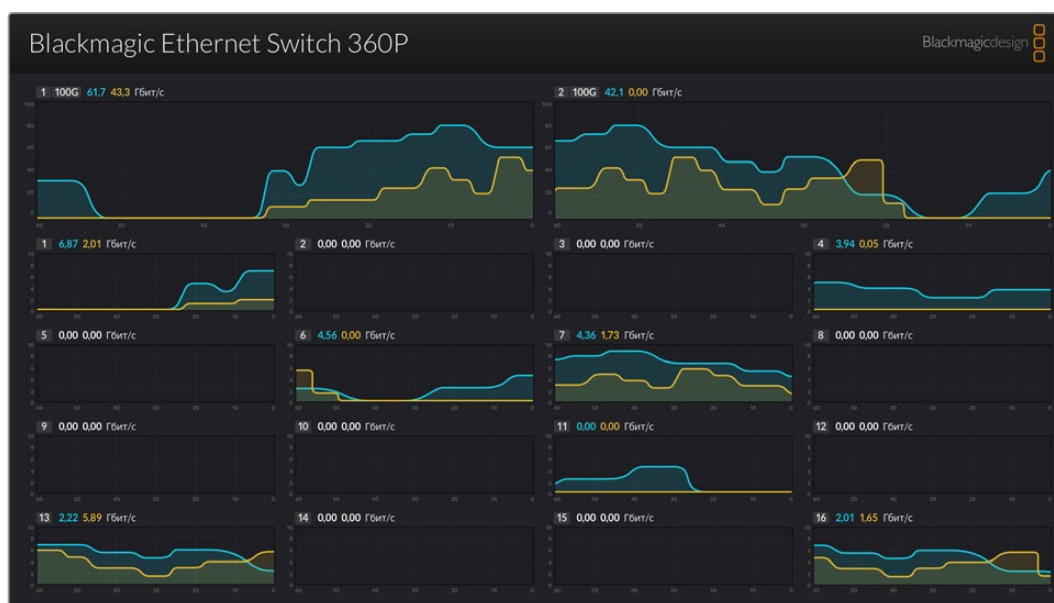 Blackmagic Ethernet Switch 360P
Blackmagicdesign
1 100G 61,7 43,3 Гбит/с
2 100G 42,1 0,00 Гбит/с
1 6,87 2,01 Гбит/с
2 0,00 0,00 Гбит/с
3 0,00 0,00 Гбит/с
4 3,94 0,05 Гбит/с
5 0,00 0,00 Гбит/с
6 4,56 0,00 Гбит/с
7 4,36 1,73 Гбит/с
8 0,00 0,00 Гбит/с
9 0,00 0,00 Гбит/с
10 0,00 0,00 Гбит/с
11 0,00 0,00 Гбит/с
12 0,00 0,00 Гбит/с
13 2,22 5,89 Гбит/с
14 0,00 0,00 Гбит/с
15 0,00 0,00 Гбит/с
16 2,01 1,65 Гбит/с